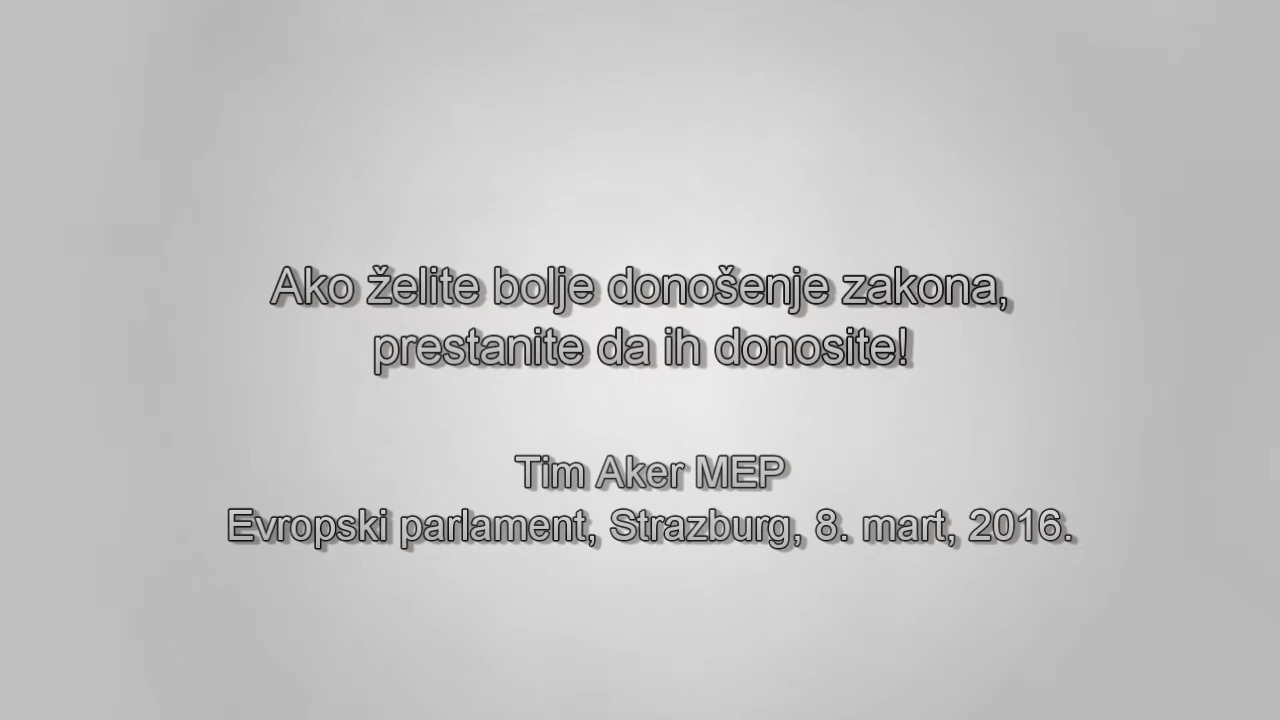 Ako želite bolje donošenje zakona,
prestanite da ih donosite!
Tim Aker MEP
Evropski parlament, Strazburg, 8. mart, 2016.